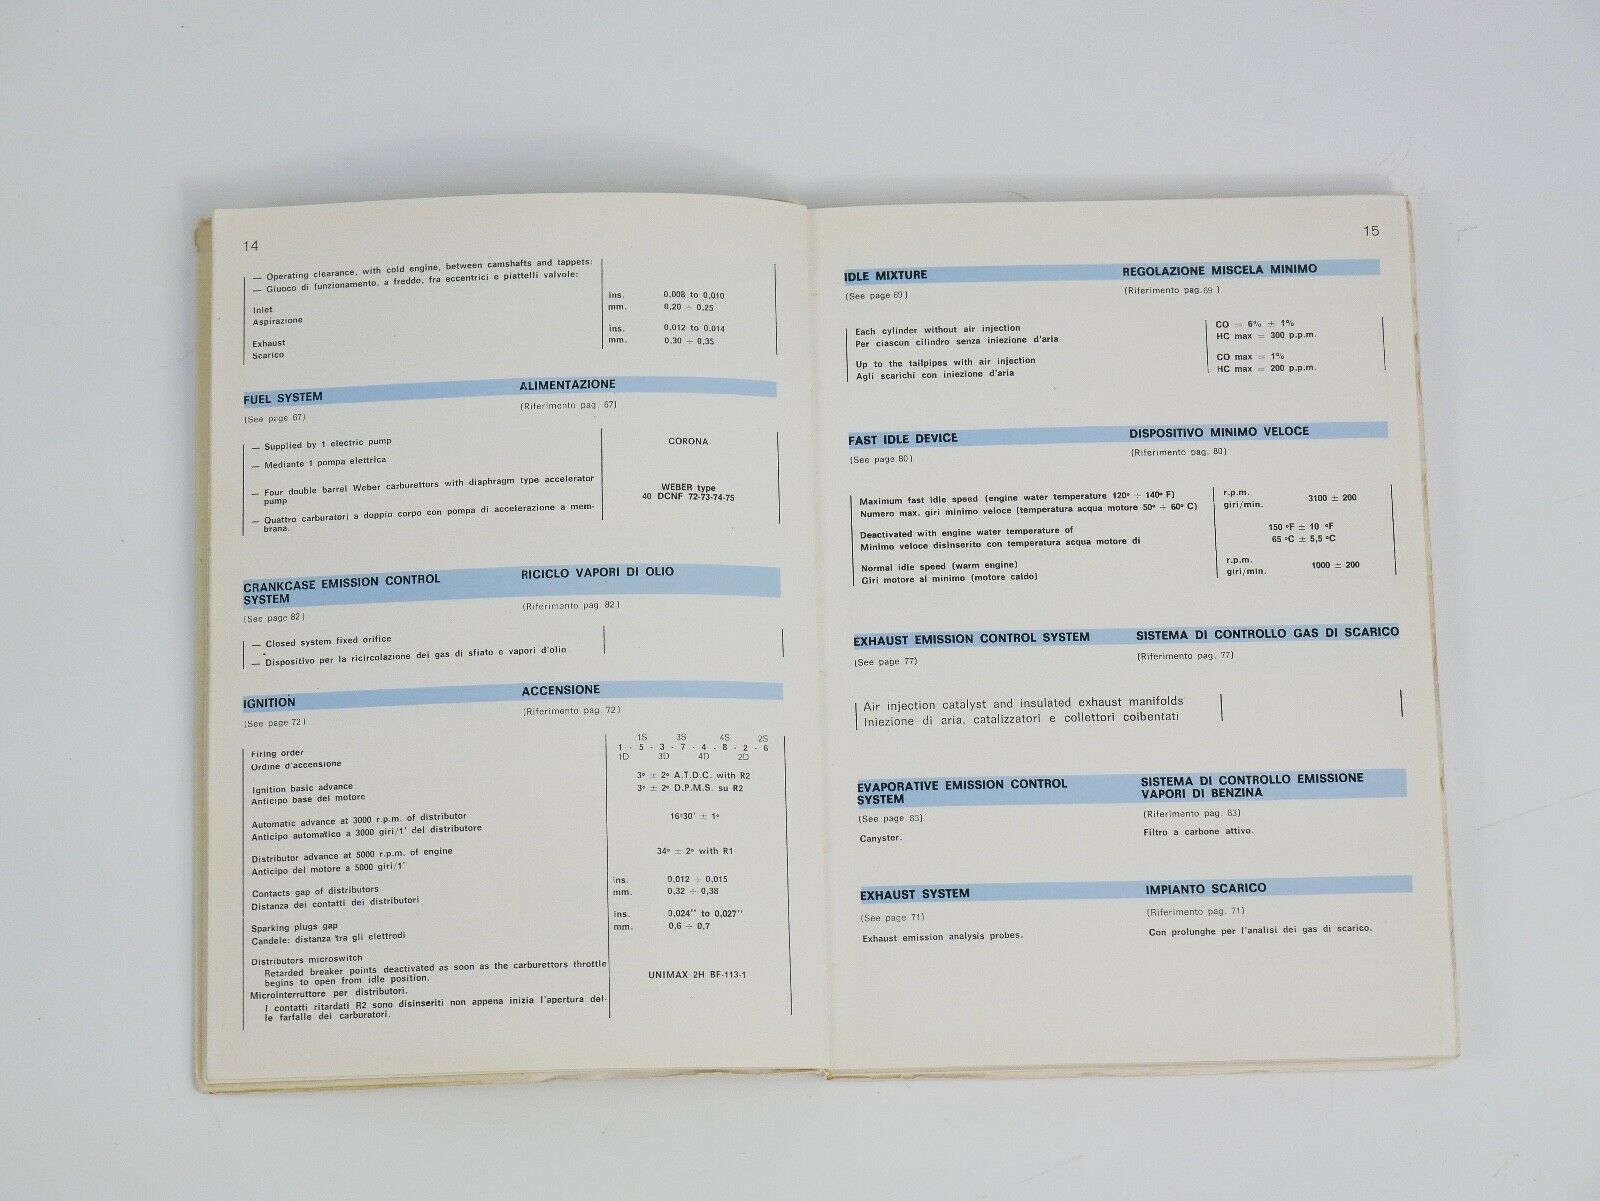 14
— Operating clearance, with cold engine, between camshafts and tappets:
— Giuoco di funzionamento, a freddo, fra eccentrici e piattelli valvole:
Inlet ins. 0,008 to 0,010
Aspirazione mm. 0,20 ÷ 0,25
Exhaust ins. 0,012 to 0,014
Scarico mm. 0,30 ÷ 0,35
FUEL SYSTEM ALIMENTAZIONE
(See page 67) (Riferimento pag. 67)
— Supplied by 1 electric pump CORONA
— Mediante 1 pompa elettrica
— Four double barrel Weber carburettors with diaphragm type accelerator
pump
WEBER type
40 DCNF 72-73-74-75
— Quattro carburatori a doppio corpo con pompa di accelerazione a mem-
brana.
CRANKCASE EMISSION CONTROL
SYSTEM
RICICLO VAPORI DI OLIO
(See page 82) (Riferimento pag. 82)
— Closed system fixed orifice
— Dispositivo per la ricircolazione dei gas di sfiato e vapori d'olio
IGNITION ACCENSIONE
(See page 72) (Riferimento pag. 72)
1S 3S 4S 2S
Firing order 1 - 5 - 3 - 7 - 4 - 8 - 2 - 6
Ordine d'accensione 1D 3D 4D 2D
Ignition basic advance 3° ± 2° A.T.D.C. with R2
Anticipo base del motore 3° ± 2° D.P.M.S. su R2
Automatic advance at 3000 r.p.m. of distributor 16°30' ± 1°
Anticipo automatico a 3000 giri/1' del distributore
Distributor advance at 5000 r.p.m. of engine 34° ± 2° with R1
Anticipo del motore a 5000 giri/1'
Contacts gap of distributors ins. 0,012 ÷ 0,015
Distanza dei contatti dei distributori mm. 0,32 ÷ 0,38
Sparking plugs gap ins. 0,024'' to 0,027''
Candele: distanza tra gli elettrodi mm. 0,6 ÷ 0,7
Distributors microswitch
Retarded breaker points deactivated as soon as the carburettors throttle
begins to open from idle position.
UNIMAX 2H BF-113-1
Microinterruttore per distributori.
I contatti ritardati R2 sono disinseriti non appena inizia l'apertura del-
le farfalle dei carburatori.
15
IDLE MIXTURE REGOLAZIONE MISCELA MINIMO
(See page 69) (Riferimento pag.69 )
Each cylinder without air injection CO = 6% ± 1%
Per ciascun cilindro senza iniezione d'aria HC max = 300 p.p.m.
Up to the tailpipes with air injection CO max = 1%
Agli scarichi con iniezione d'aria HC max = 200 p.p.m.
FAST IDLE DEVICE DISPOSITIVO MINIMO VELOCE
(See page 80) (Riferimento pag. 80)
Maximum fast idle speed (engine water temperature 120° ÷ 140° F) r.p.m. 3100 ± 200
Numero max. giri minimo veloce (temperatura acqua motore 50° ÷ 60° C) giri/min.
Deactivated with engine water temperature of 150 °F ± 10 °F
Minimo veloce disinserito con temperatura acqua motore di 65 °C ± 5,5 °C
Normal idle speed (warm engine) r.p.m. 1000 ± 200
Giri motore al minimo (motore caldo) giri/min.
EXHAUST EMISSION CONTROL SYSTEM SISTEMA DI CONTROLLO GAS DI SCARICO
(See page 77) (Riferimento pag. 77)
Air injection catalyst and insulated exhaust manifolds
Iniezione di aria, catalizzatori e collettori coibentati
EVAPORATIVE EMISSION CONTROL
SYSTEM
SISTEMA DI CONTROLLO EMISSIONE
VAPORI DI BENZINA
(See page 83) (Riferimento pag. 83)
Canyster. Filtro a carbone attivo.
EXHAUST SYSTEM IMPIANTO SCARICO
(See page 71) (Riferimento pag. 71)
Exhaust emission analysis probes. Con prolunghe per l'analisi dei gas di scarico.